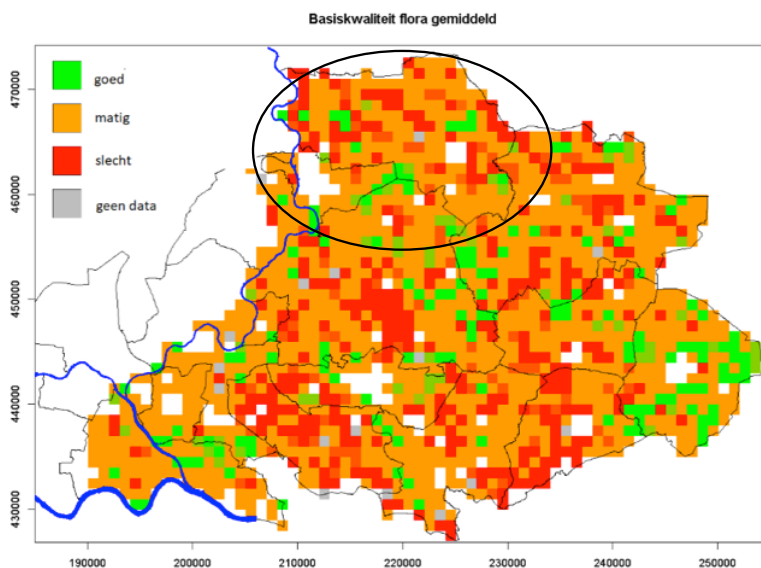 Basiskwaliteit flora gemiddeld
goed
matig
slecht
geen data
470000
460000
450000
440000
430000
190000 200000 210000 220000 230000 240000 250000